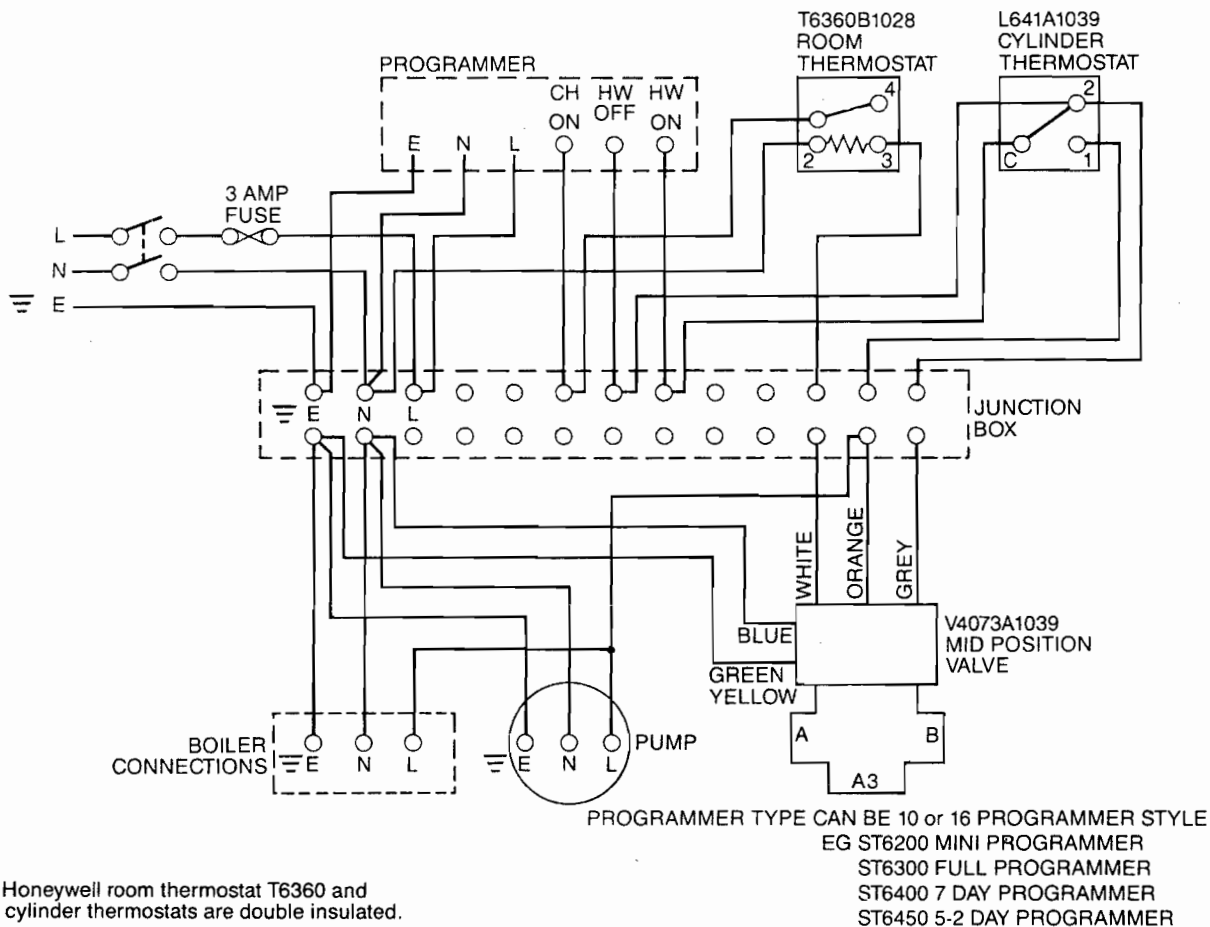 T6360B1028
ROOM
THERMOSTAT
L641A1039
CYLINDER
THERMOSTAT
PROGRAMMER
CH
ON
HW
OFF
HW
ON
E N L
4
2 3
2
C 1
3 AMP
FUSE
L
N
E
E N L
JUNCTION
BOX
WHITE
ORANGE
GREY
BLUE
GREEN
YELLOW
V4073A1039
MID POSITION
VALVE
A B
A3
BOILER
CONNECTIONS
E N L
E N L
PUMP
PROGRAMMER TYPE CAN BE 10 or 16 PROGRAMMER STYLE
EG ST6200 MINI PROGRAMMER
ST6300 FULL PROGRAMMER
ST6400 7 DAY PROGRAMMER
ST6450 5-2 DAY PROGRAMMER
Honeywell room thermostat T6360 and
cylinder thermostats are double insulated.